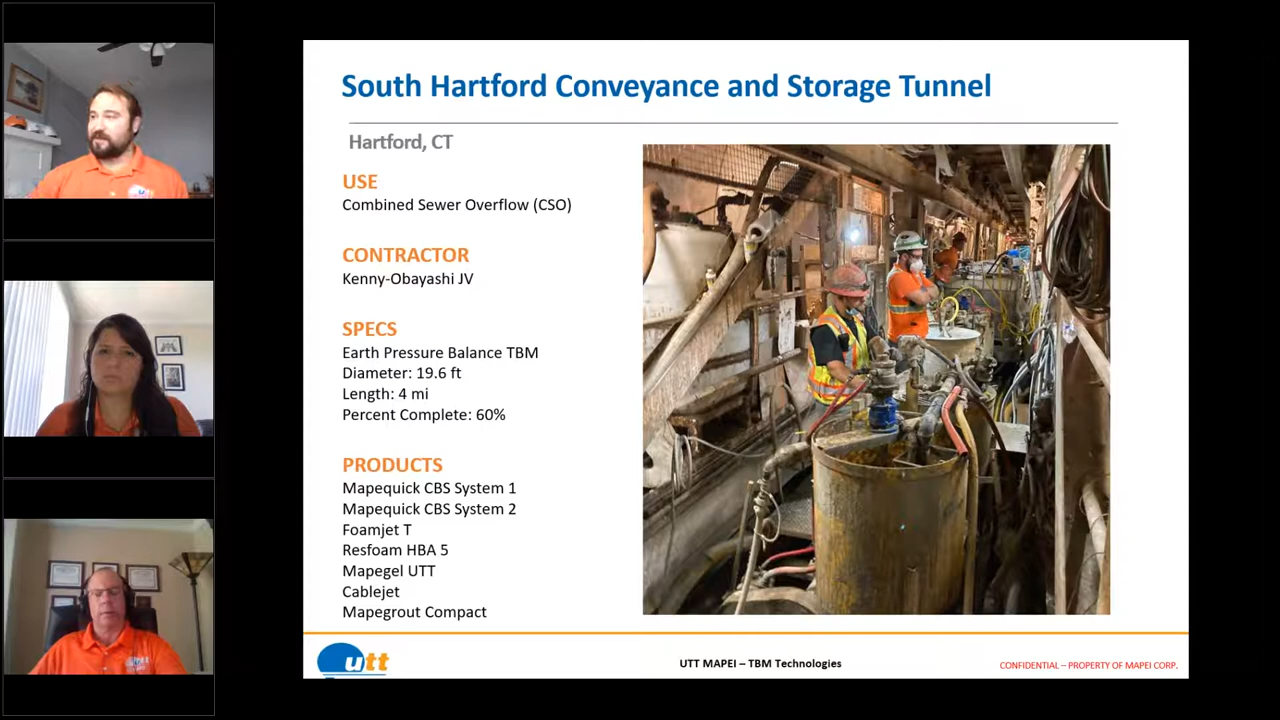 South Hartford Conveyance and Storage Tunnel
Hartford, CT
USE
Combined Sewer Overflow (CSO)
CONTRACTOR
Kenny-Obayashi JV
SPECS
Earth Pressure Balance TBM
Diameter: 19.6 ft
Length: 4 mi
Percent Complete: 60%
PRODUCTS
Mapequick CBS System 1
Mapequick CBS System 2
Foamjet T
Resfoam HBA 5
Mapegel UTT
Cablejet
Mapegrout Compact
utt
UTT MAPEI – TBM Technologies
CONFIDENTIAL – PROPERTY OF MAPEI CORP.